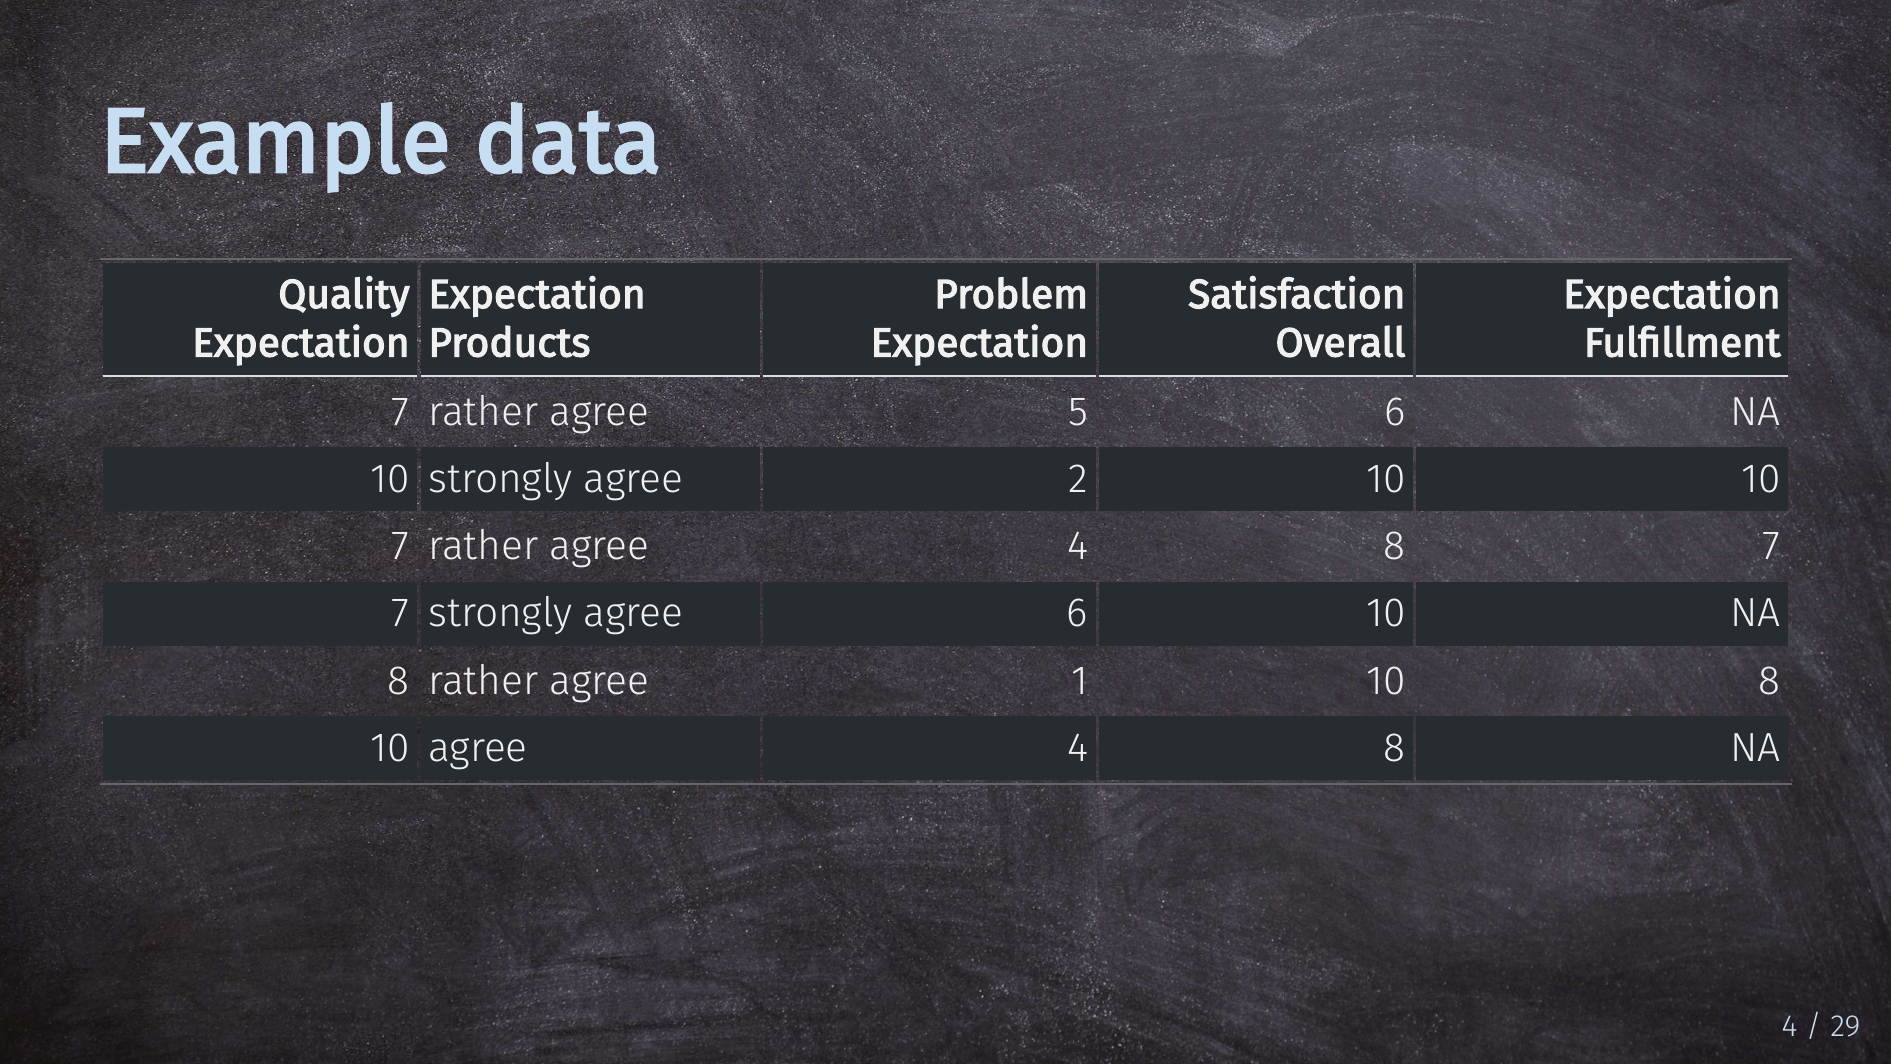 Example data
Quality Expectation Problem Satisfaction Expectation
Expectation Products Expectation Overall Fulfillment
7 rather agree 5 6 NA
10 strongly agree 2 10 10
7 rather agree 4 8 7
7 strongly agree 6 10 NA
8 rather agree 1 10 8
10 agree 4 8 NA
4 / 29